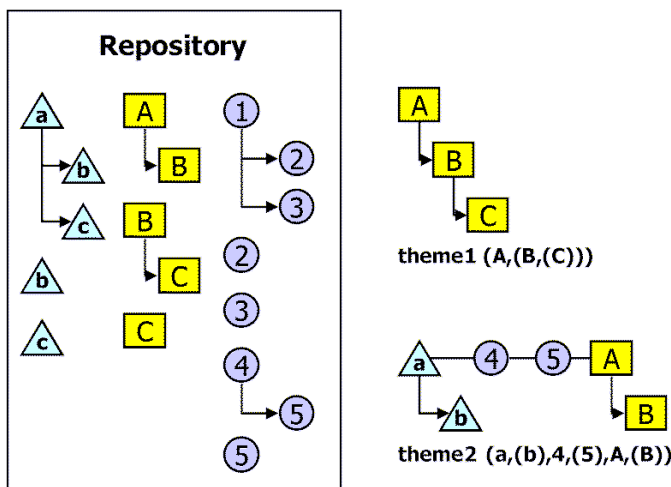 Repository
a A 1
b B 2
c B 3
b C 2
c C 3
4
5
5
A
B
C
theme1 (A,(B,(C)))
a 4 5 A
b B
theme2 (a,(b),4,(5),A,(B))